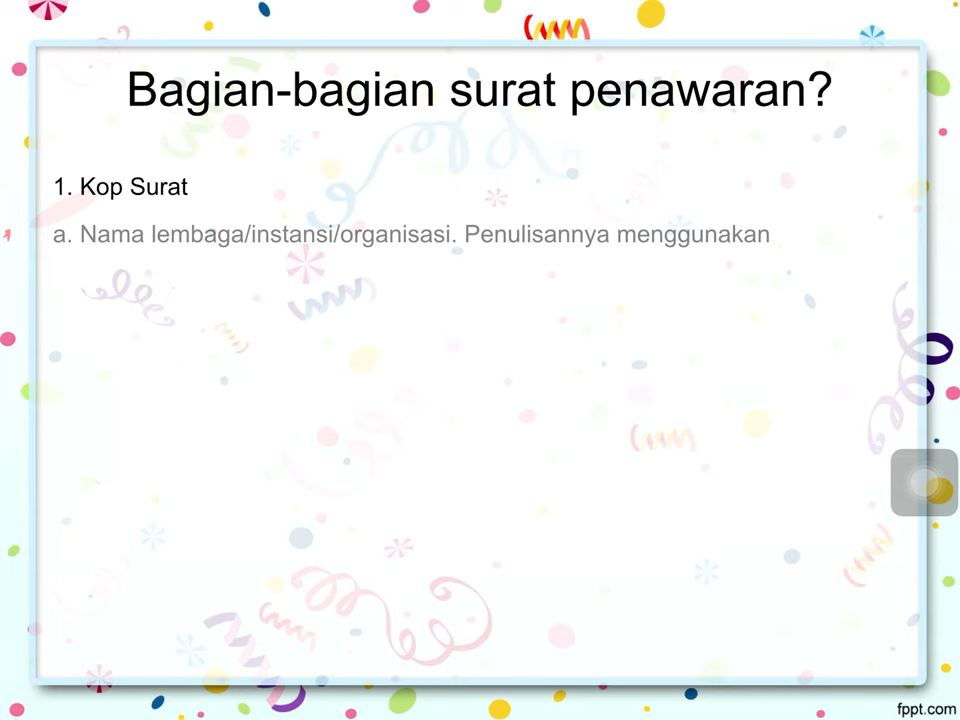 Bagian-bagian surat penawaran?
1. Kop Surat
a. Nama lembaga/instansi/organisasi. Penulisannya menggunakan
fppt.com